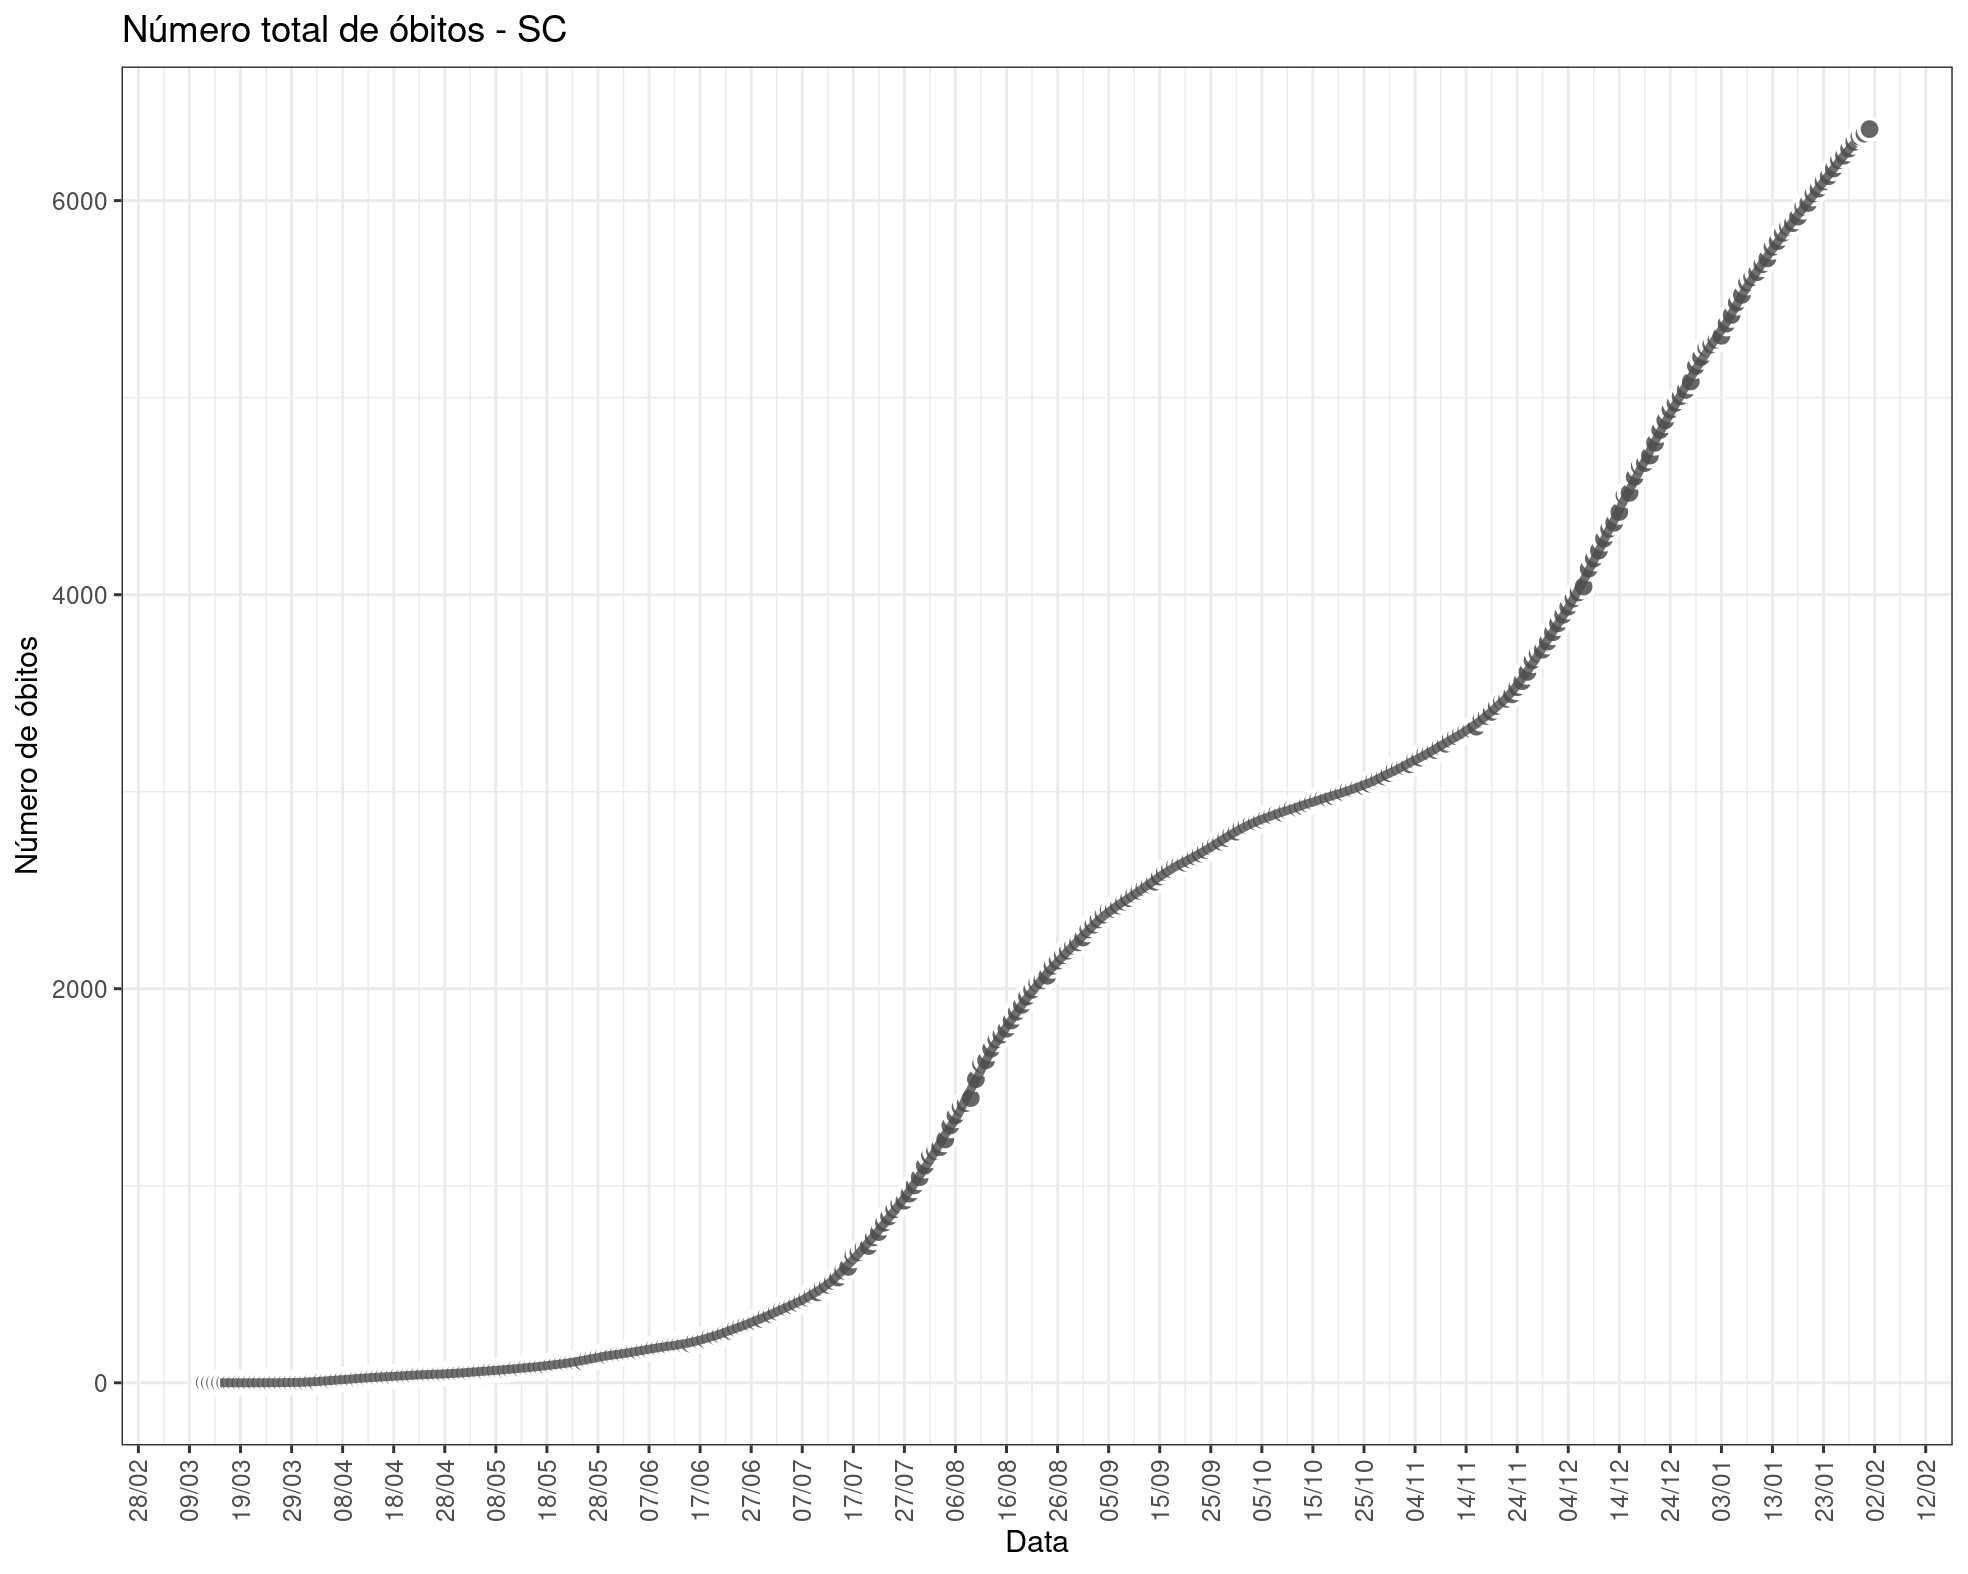 Número total de óbitos - SC
Número de óbitos
6000
4000
2000
0
28/02 09/03 19/03 29/03 08/04 18/04 28/04 08/05 18/05 28/05 07/06 17/06 27/06 07/07 17/07 27/07 06/08 16/08 26/08 05/09 15/09 25/09 05/10 15/10 25/10 04/11 14/11 24/11 04/12 14/12 24/12 03/01 13/01 23/01 02/02 12/02
Data